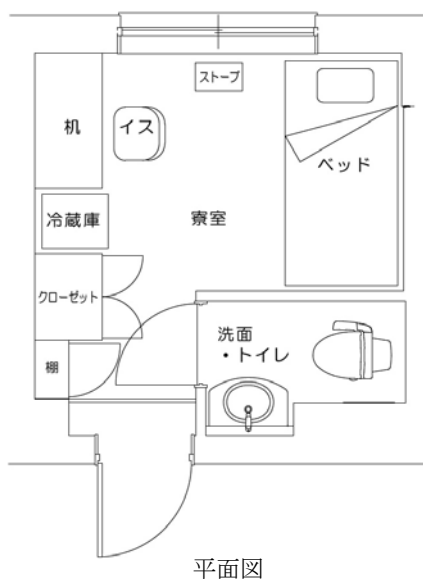 ストーブ
机
イス
ベッド
冷蔵庫
寮室
クローゼット
洗面
・トイレ
棚
平面図